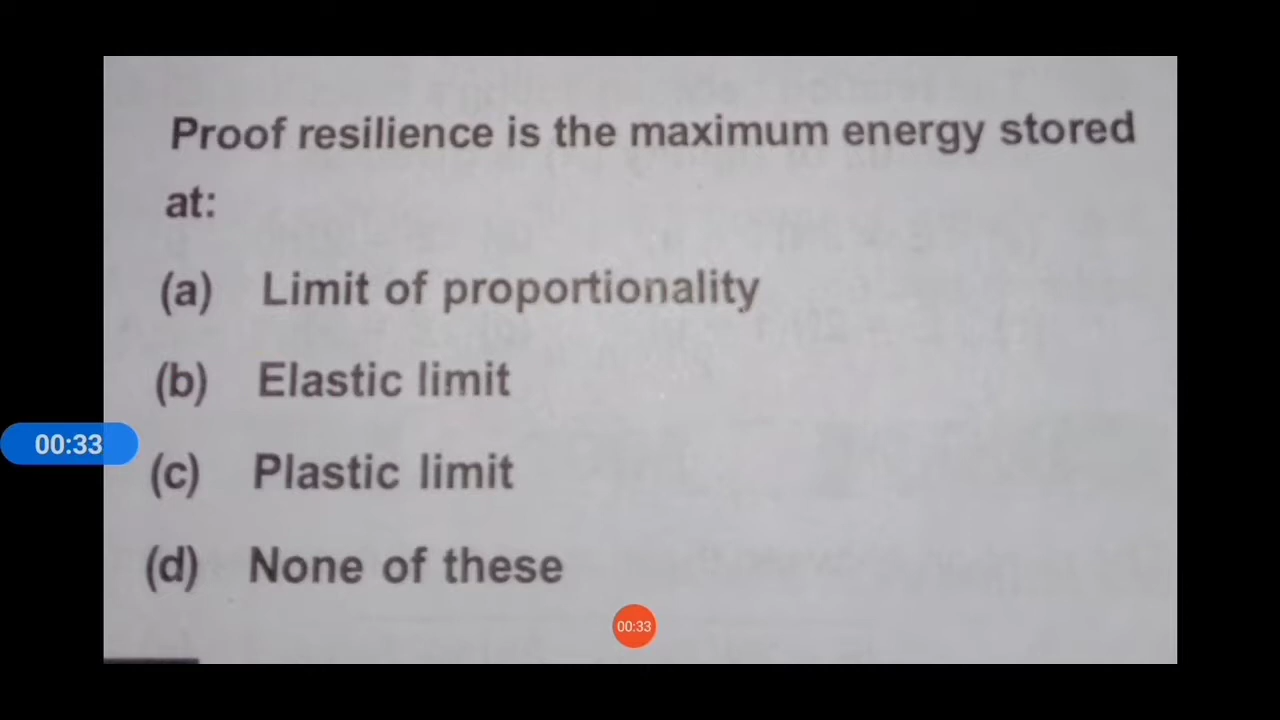 Proof resilience is the maximum energy stored
at:
(a) Limit of proportionality
(b) Elastic limit
00:33
(c) Plastic limit
(d) None of these
00:33